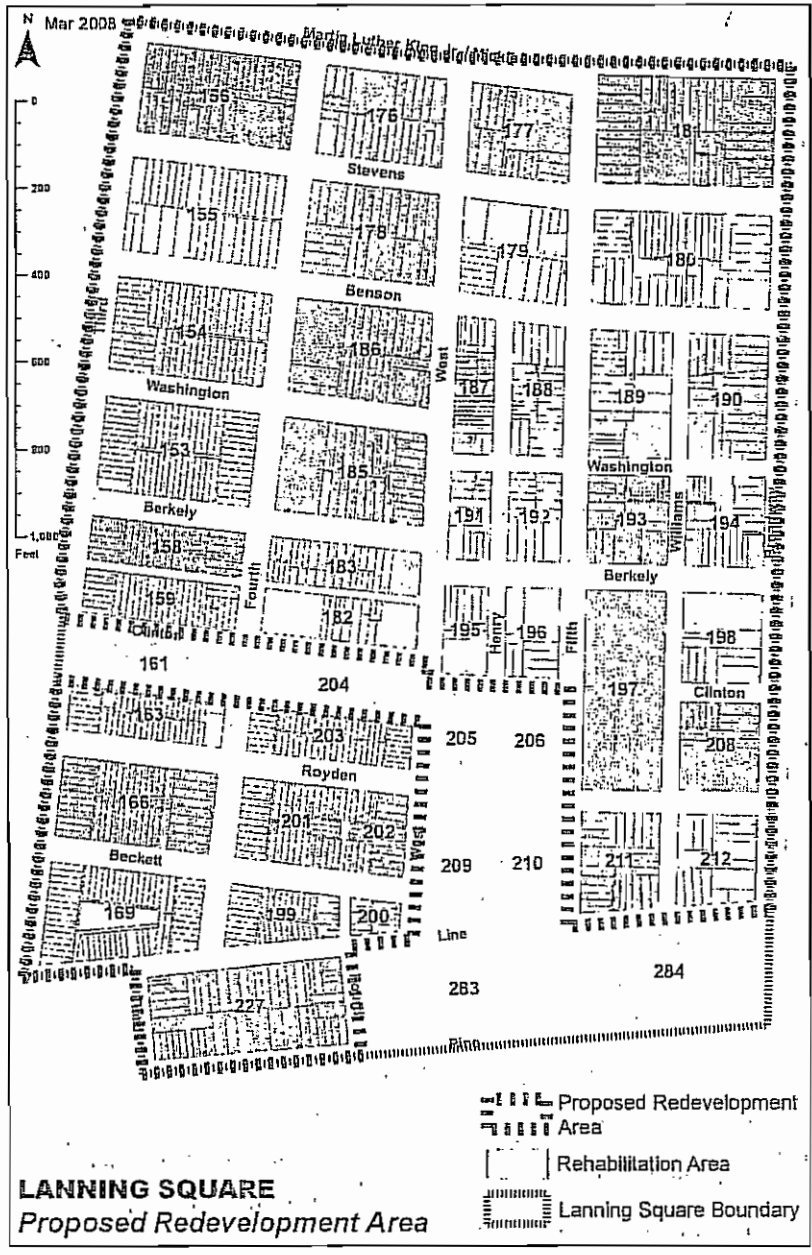 N
Mar 2008
Martin Luther King Jr.
0
200
400
600
800
1,000
Feet
156
176
177
18
Stevens
155
178
179
180
Benson
Third
154
186
West
187
188
189
190
Washington
153
185
Washington
Berkely
191
192
193
Williams
194
158
183
Berkely
159
Fourth
182
195
Henry
196
Fifth
197
198
Clinton
161
204
Clinton
163
203
205
206
208
Royden
166
201
202
209
210
211
212
Beckett
169
199
200
Line
227
263
284
Pine
Proposed Redevelopment
Area
Rehabilitation Area
Lanning Square Boundary
LANNING SQUARE
Proposed Redevelopment Area